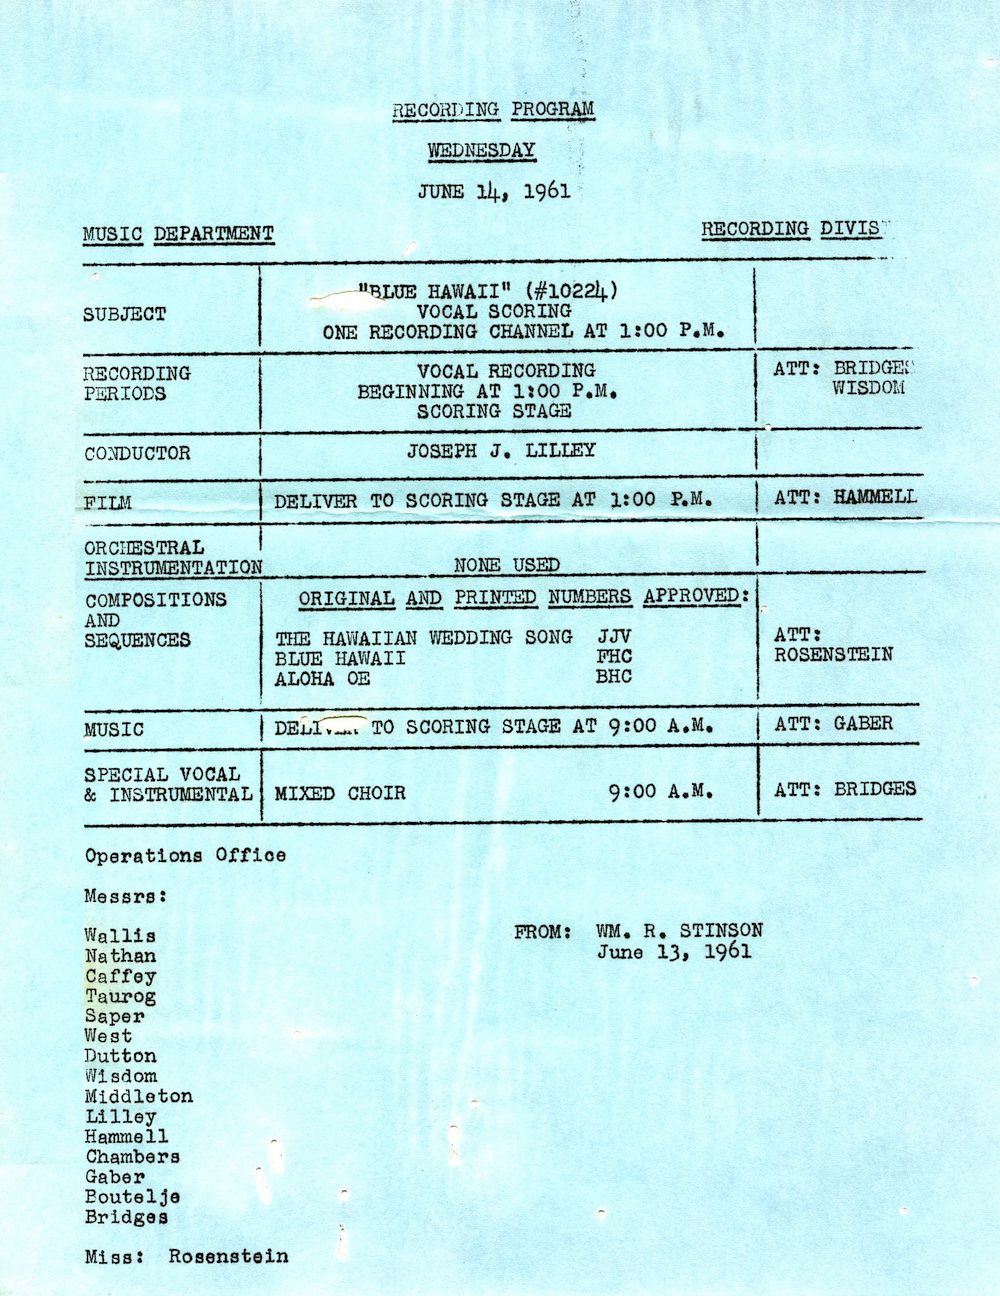 RECORDING PROGRAM
WEDNESDAY
JUNE 14, 1961
MUSIC DEPARTMENT RECORDING DIVIS
SUBJECT
"BLUE HAWAII" (#10224)
VOCAL SCORING
ONE RECORDING CHANNEL AT 1:00 P.M.
RECORDING
PERIODS
VOCAL RECORDING
BEGINNING AT 1:00 P.M.
SCORING STAGE
ATT: BRIDGES
WISDOM
CONDUCTOR JOSEPH J. LILLEY
FILM DELIVER TO SCORING STAGE AT 1:00 P.M. ATT: HAMMELL
ORCHESTRAL
INSTRUMENTATION NONE USED
COMPOSITIONS
AND
SEQUENCES
ORIGINAL AND PRINTED NUMBERS APPROVED:
THE HAWAIIAN WEDDING SONG JJV
BLUE HAWAII FHC
ALOHA OE BHC
ATT:
ROSENSTEIN
MUSIC DELIVER TO SCORING STAGE AT 9:00 A.M. ATT: GABER
SPECIAL VOCAL
& INSTRUMENTAL MIXED CHOIR 9:00 A.M. ATT: BRIDGES
Operations Office
Messrs:
Wallis
Nathan
Caffey
Taurog
Saper
West
Dutton
Wisdom
Middleton
Lilley
Hammell
Chambers
Gaber
Boutelje
Bridges
Miss: Rosenstein
FROM: WM. R. STINSON
June 13, 1961